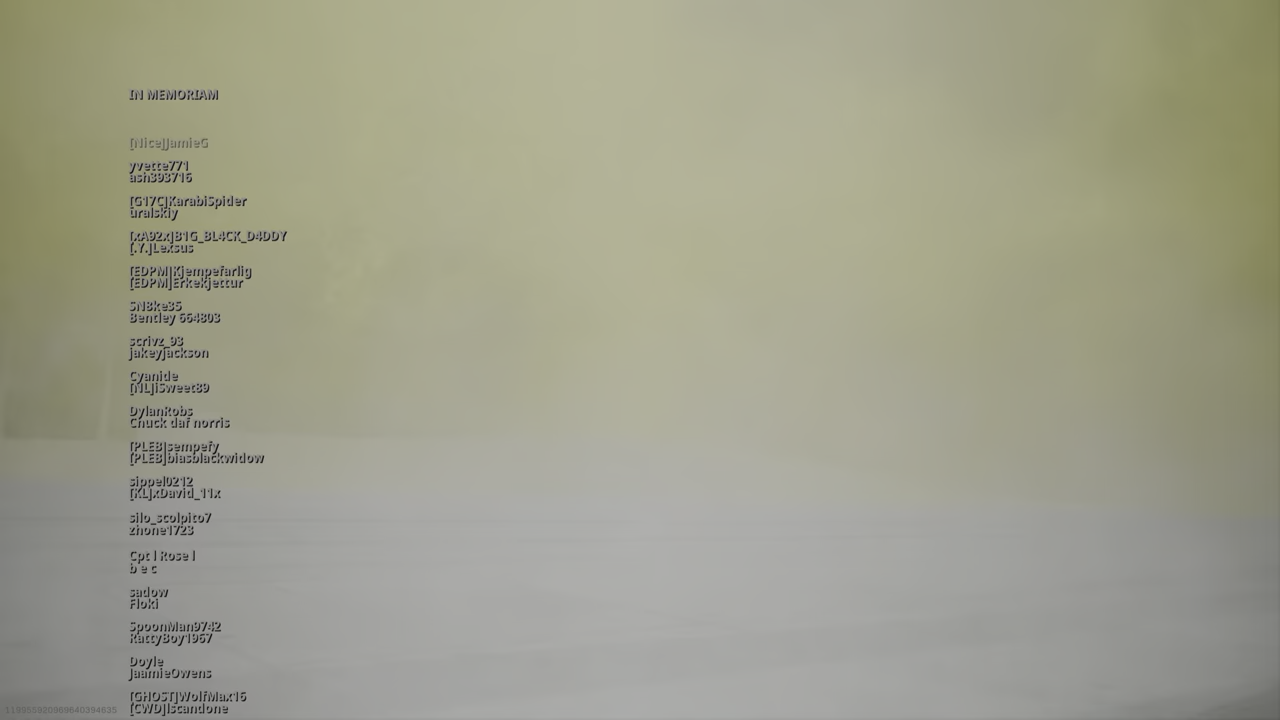 IN MEMORIAM
[Nice]JamieG
yvette771
ash393716
[G17C]KarabiSpider
uralskiy
[xA92x]B1G_BL4CK_D4DDY
[.Y.]Lexsus
[EDPM]Kjempefarlig
[EDPM]Erkekjettur
SN8ke35
Bentley 664803
scrivz_93
jakeyjackson
Cyanide
[NL]iSweet89
DylanRobs
Chuck daf norris
[PLEB]sempefy
[PLEB]biasblackwidow
sippel0212
[KL]xDavid_11x
silo_scolpito7
zhone1723
Cpt l Rose l
b e c
sadow
Floki
SpoonMan9742
RattyBoy1967
Doyle
JaamieOwens
[GHOST]WolfMax16
[CWD]Iscandone
119955920969640394635